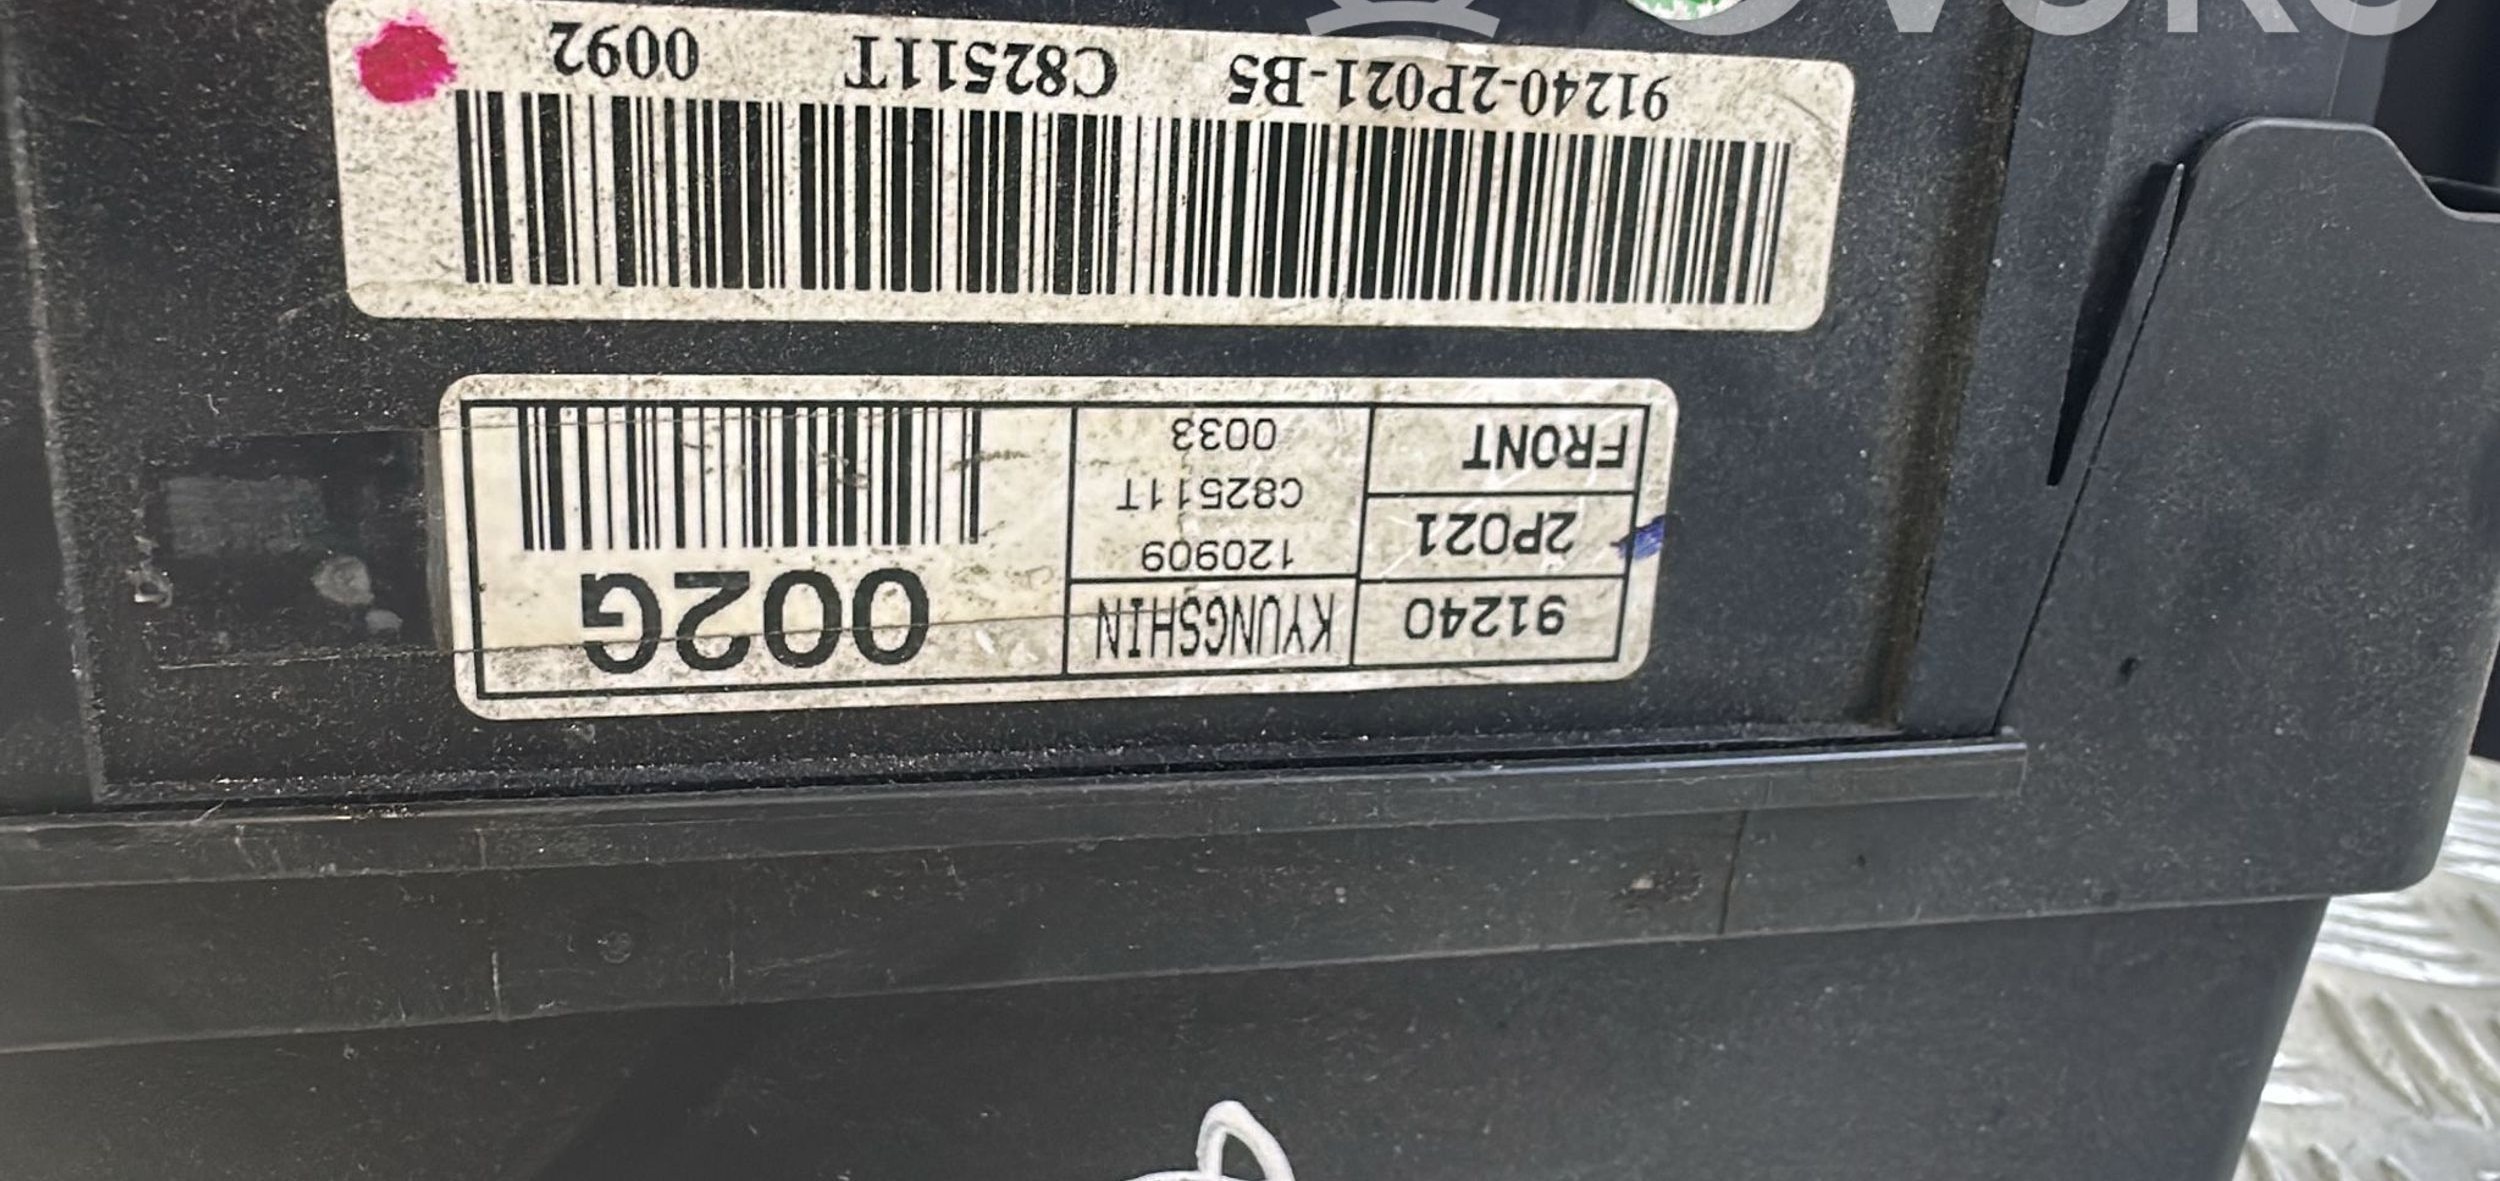 91240
2P021
FRONT
KYUNGSHIN
120909
C82511T
0033
002G
91240-2P021-B5 C82511T 0092